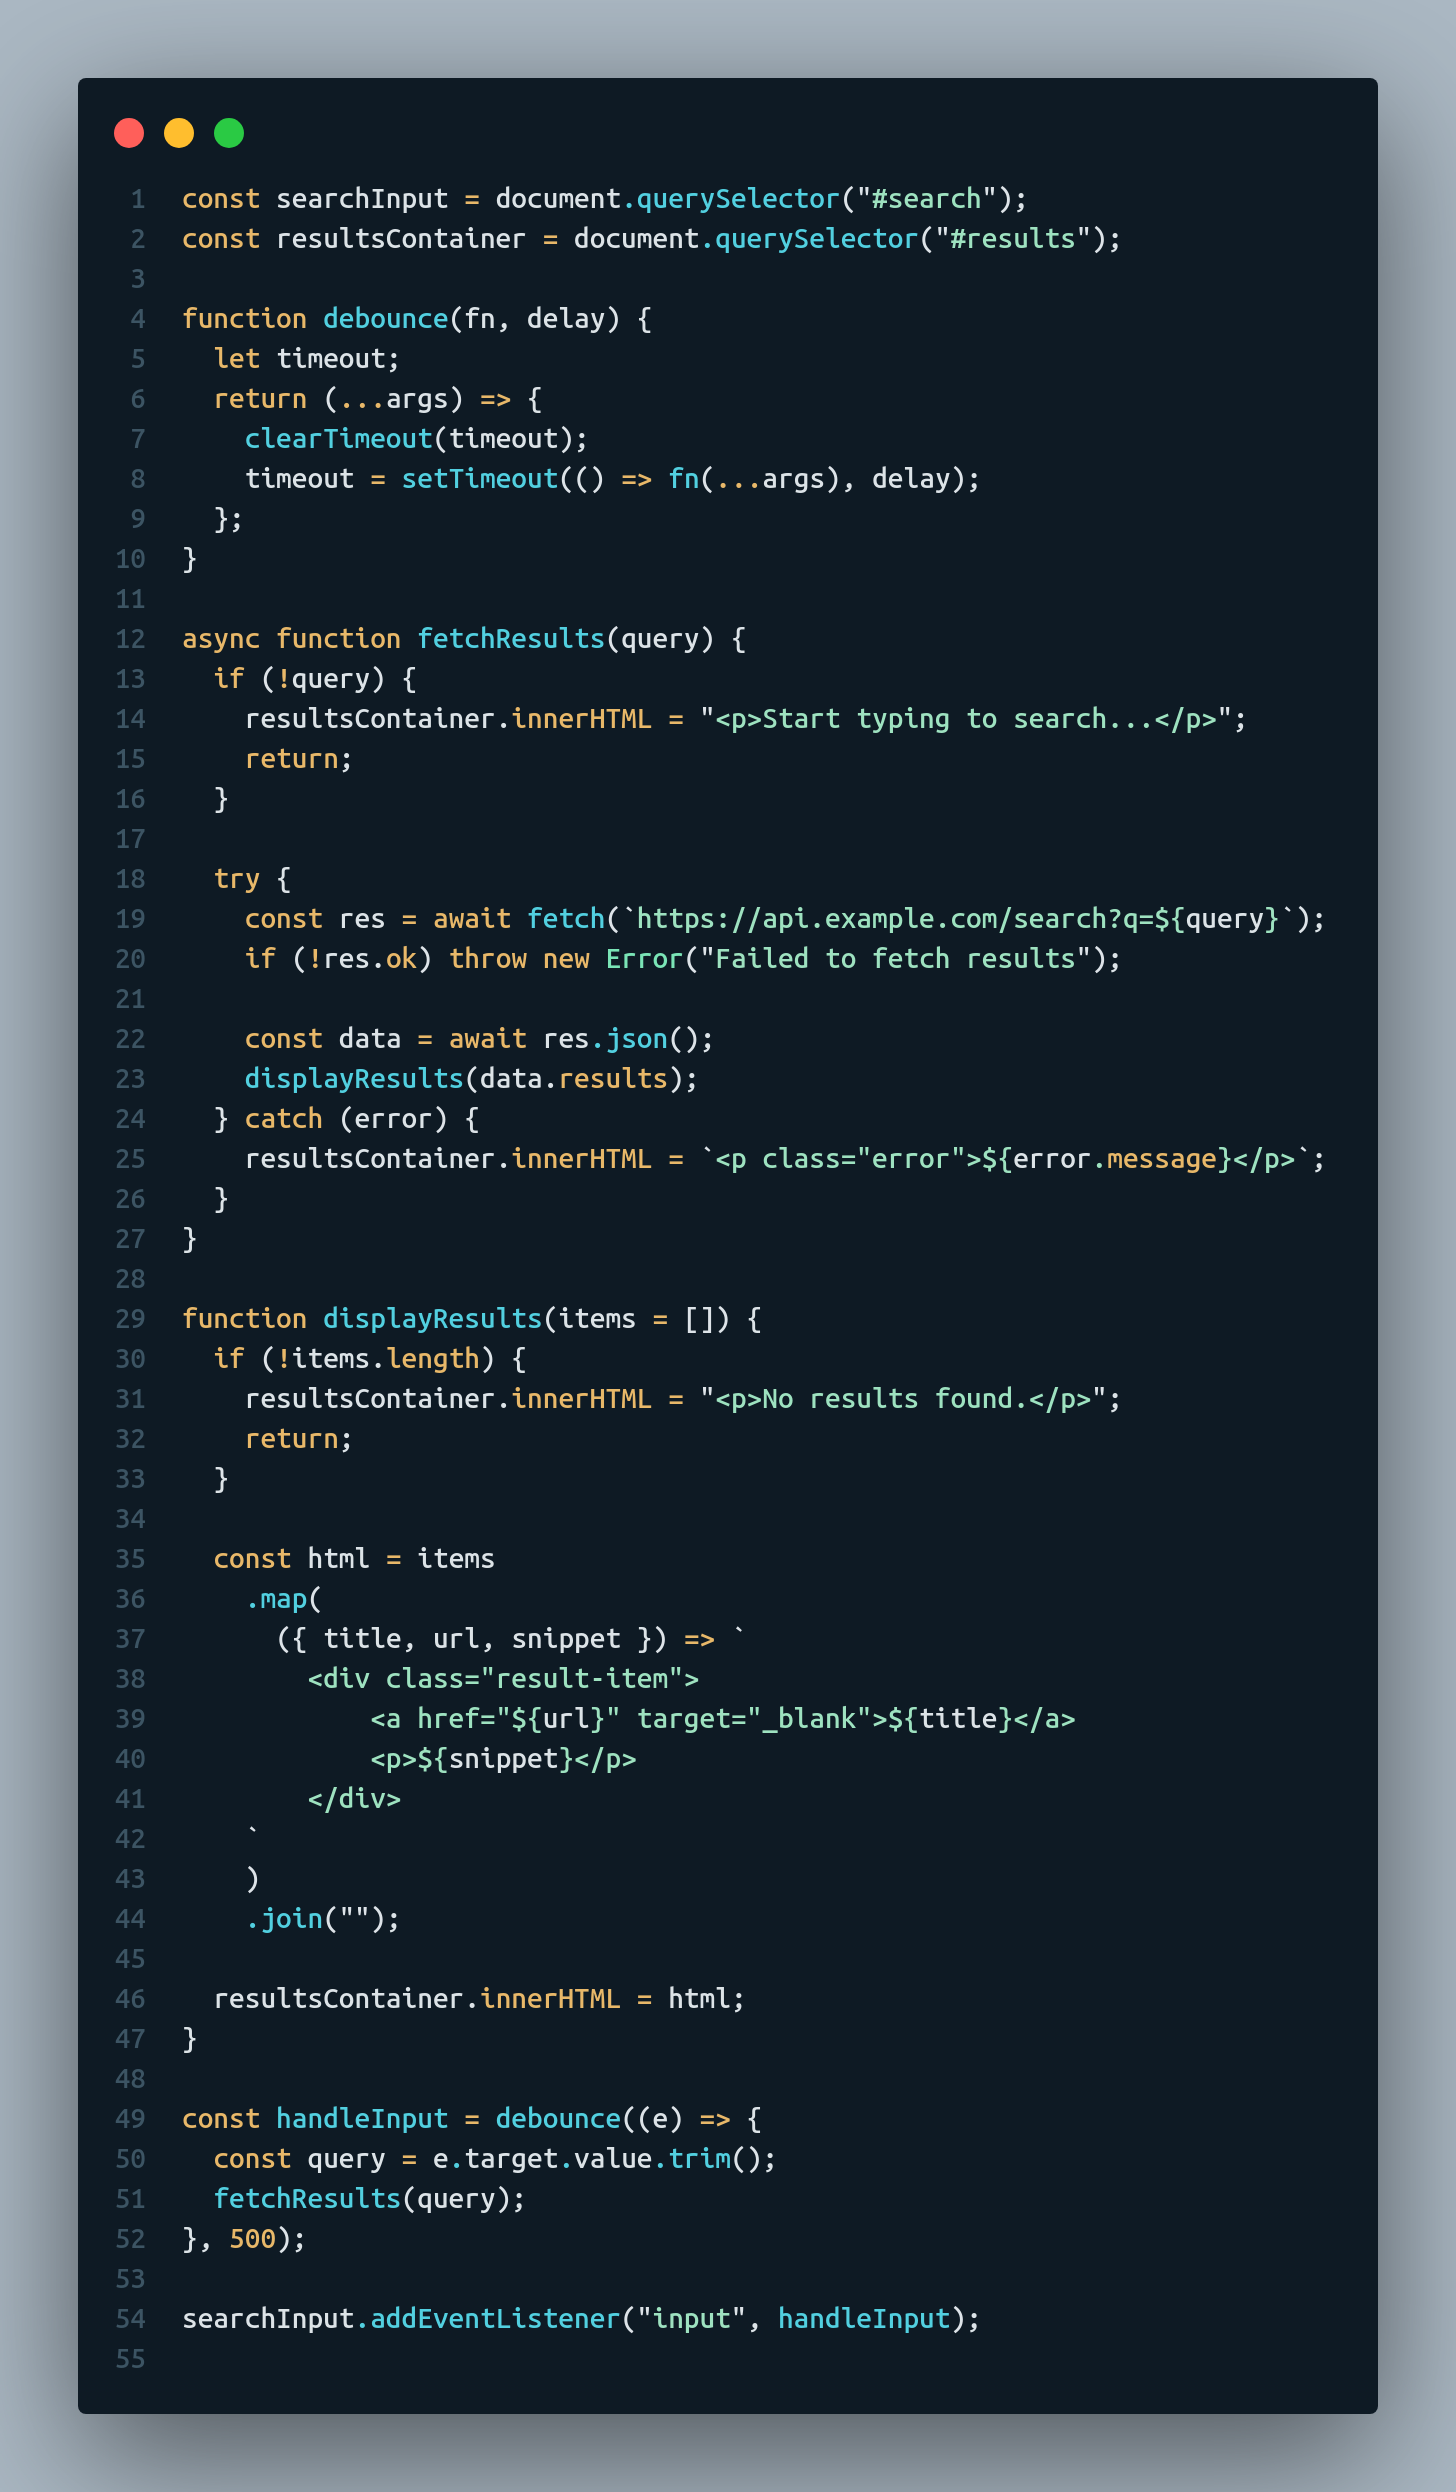 1 const searchInput = document.querySelector("#search");
2 const resultsContainer = document.querySelector("#results");
3
4 function debounce(fn, delay) {
5   let timeout;
6   return (...args) => {
7     clearTimeout(timeout);
8     timeout = setTimeout(() => fn(...args), delay);
9   };
10 }
11
12 async function fetchResults(query) {
13   if (!query) {
14     resultsContainer.innerHTML = "<p>Start typing to search...</p>";
15     return;
16   }
17
18   try {
19     const res = await fetch(`https://api.example.com/search?q=${query}`);
20     if (!res.ok) throw new Error("Failed to fetch results");
21
22     const data = await res.json();
23     displayResults(data.results);
24   } catch (error) {
25     resultsContainer.innerHTML = `<p class="error">${error.message}</p>`;
26   }
27 }
28
29 function displayResults(items = []) {
30   if (!items.length) {
31     resultsContainer.innerHTML = "<p>No results found.</p>";
32     return;
33   }
34
35   const html = items
36     .map(
37       ({ title, url, snippet }) => `
38         <div class="result-item">
39             <a href="${url}" target="_blank">${title}</a>
40             <p>${snippet}</p>
41         </div>
42     `
43     )
44     .join("");
45
46   resultsContainer.innerHTML = html;
47 }
48
49 const handleInput = debounce((e) => {
50   const query = e.target.value.trim();
51   fetchResults(query);
52 }, 500);
53
54 searchInput.addEventListener("input", handleInput);
55